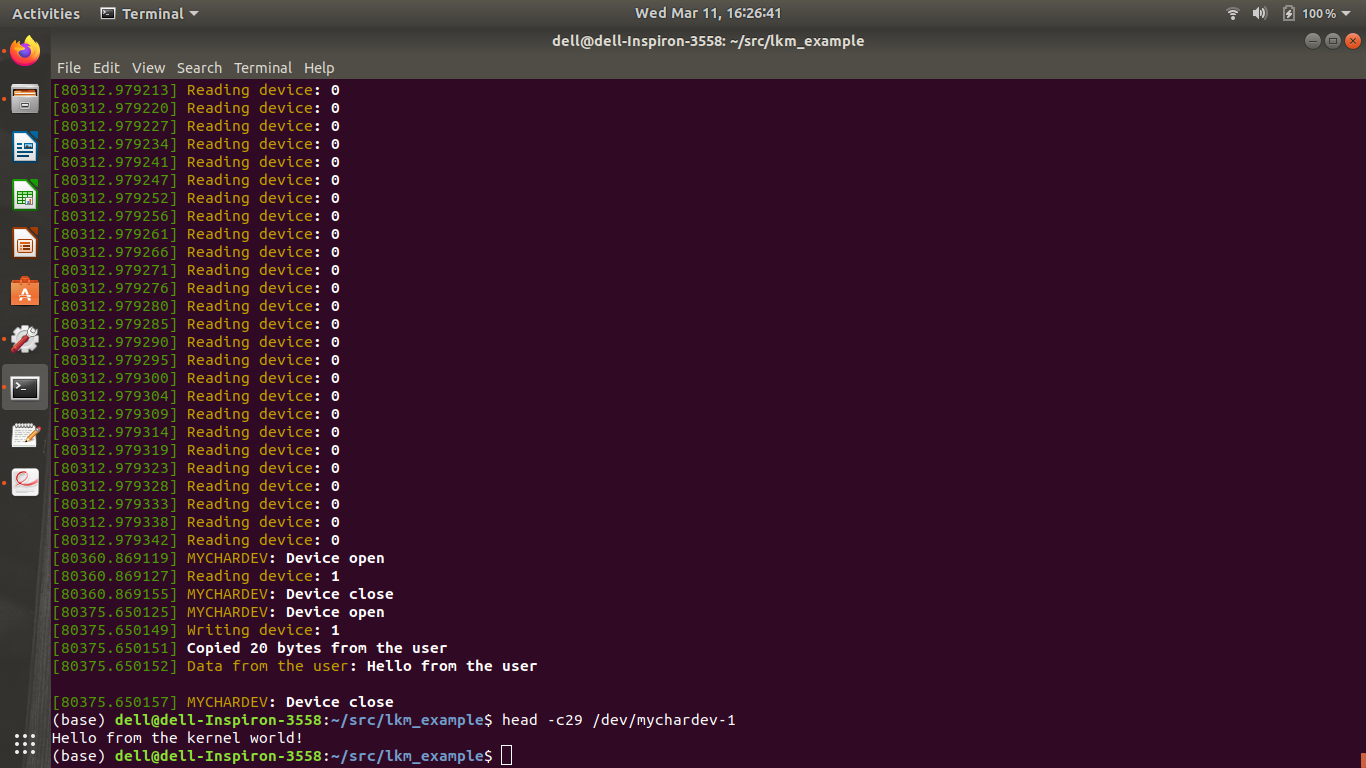 Activities Terminal Wed Mar 11, 16:26:41 100%
dell@dell-Inspiron-3558: ~/src/lkm_example
File Edit View Search Terminal Help
[80312.979213] Reading device: 0
[80312.979220] Reading device: 0
[80312.979227] Reading device: 0
[80312.979234] Reading device: 0
[80312.979241] Reading device: 0
[80312.979247] Reading device: 0
[80312.979252] Reading device: 0
[80312.979256] Reading device: 0
[80312.979261] Reading device: 0
[80312.979266] Reading device: 0
[80312.979271] Reading device: 0
[80312.979276] Reading device: 0
[80312.979280] Reading device: 0
[80312.979285] Reading device: 0
[80312.979290] Reading device: 0
[80312.979295] Reading device: 0
[80312.979300] Reading device: 0
[80312.979304] Reading device: 0
[80312.979309] Reading device: 0
[80312.979314] Reading device: 0
[80312.979319] Reading device: 0
[80312.979323] Reading device: 0
[80312.979328] Reading device: 0
[80312.979333] Reading device: 0
[80312.979338] Reading device: 0
[80312.979342] Reading device: 0
[80360.869119] MYCHARDEV: Device open
[80360.869127] Reading device: 1
[80360.869155] MYCHARDEV: Device close
[80375.650125] MYCHARDEV: Device open
[80375.650149] Writing device: 1
[80375.650151] Copied 20 bytes from the user
[80375.650152] Data from the user: Hello from the user
[80375.650157] MYCHARDEV: Device close
(base) dell@dell-Inspiron-3558:~/src/lkm_example$ head -c29 /dev/mychardev-1
Hello from the kernel world!
(base) dell@dell-Inspiron-3558:~/src/lkm_example$